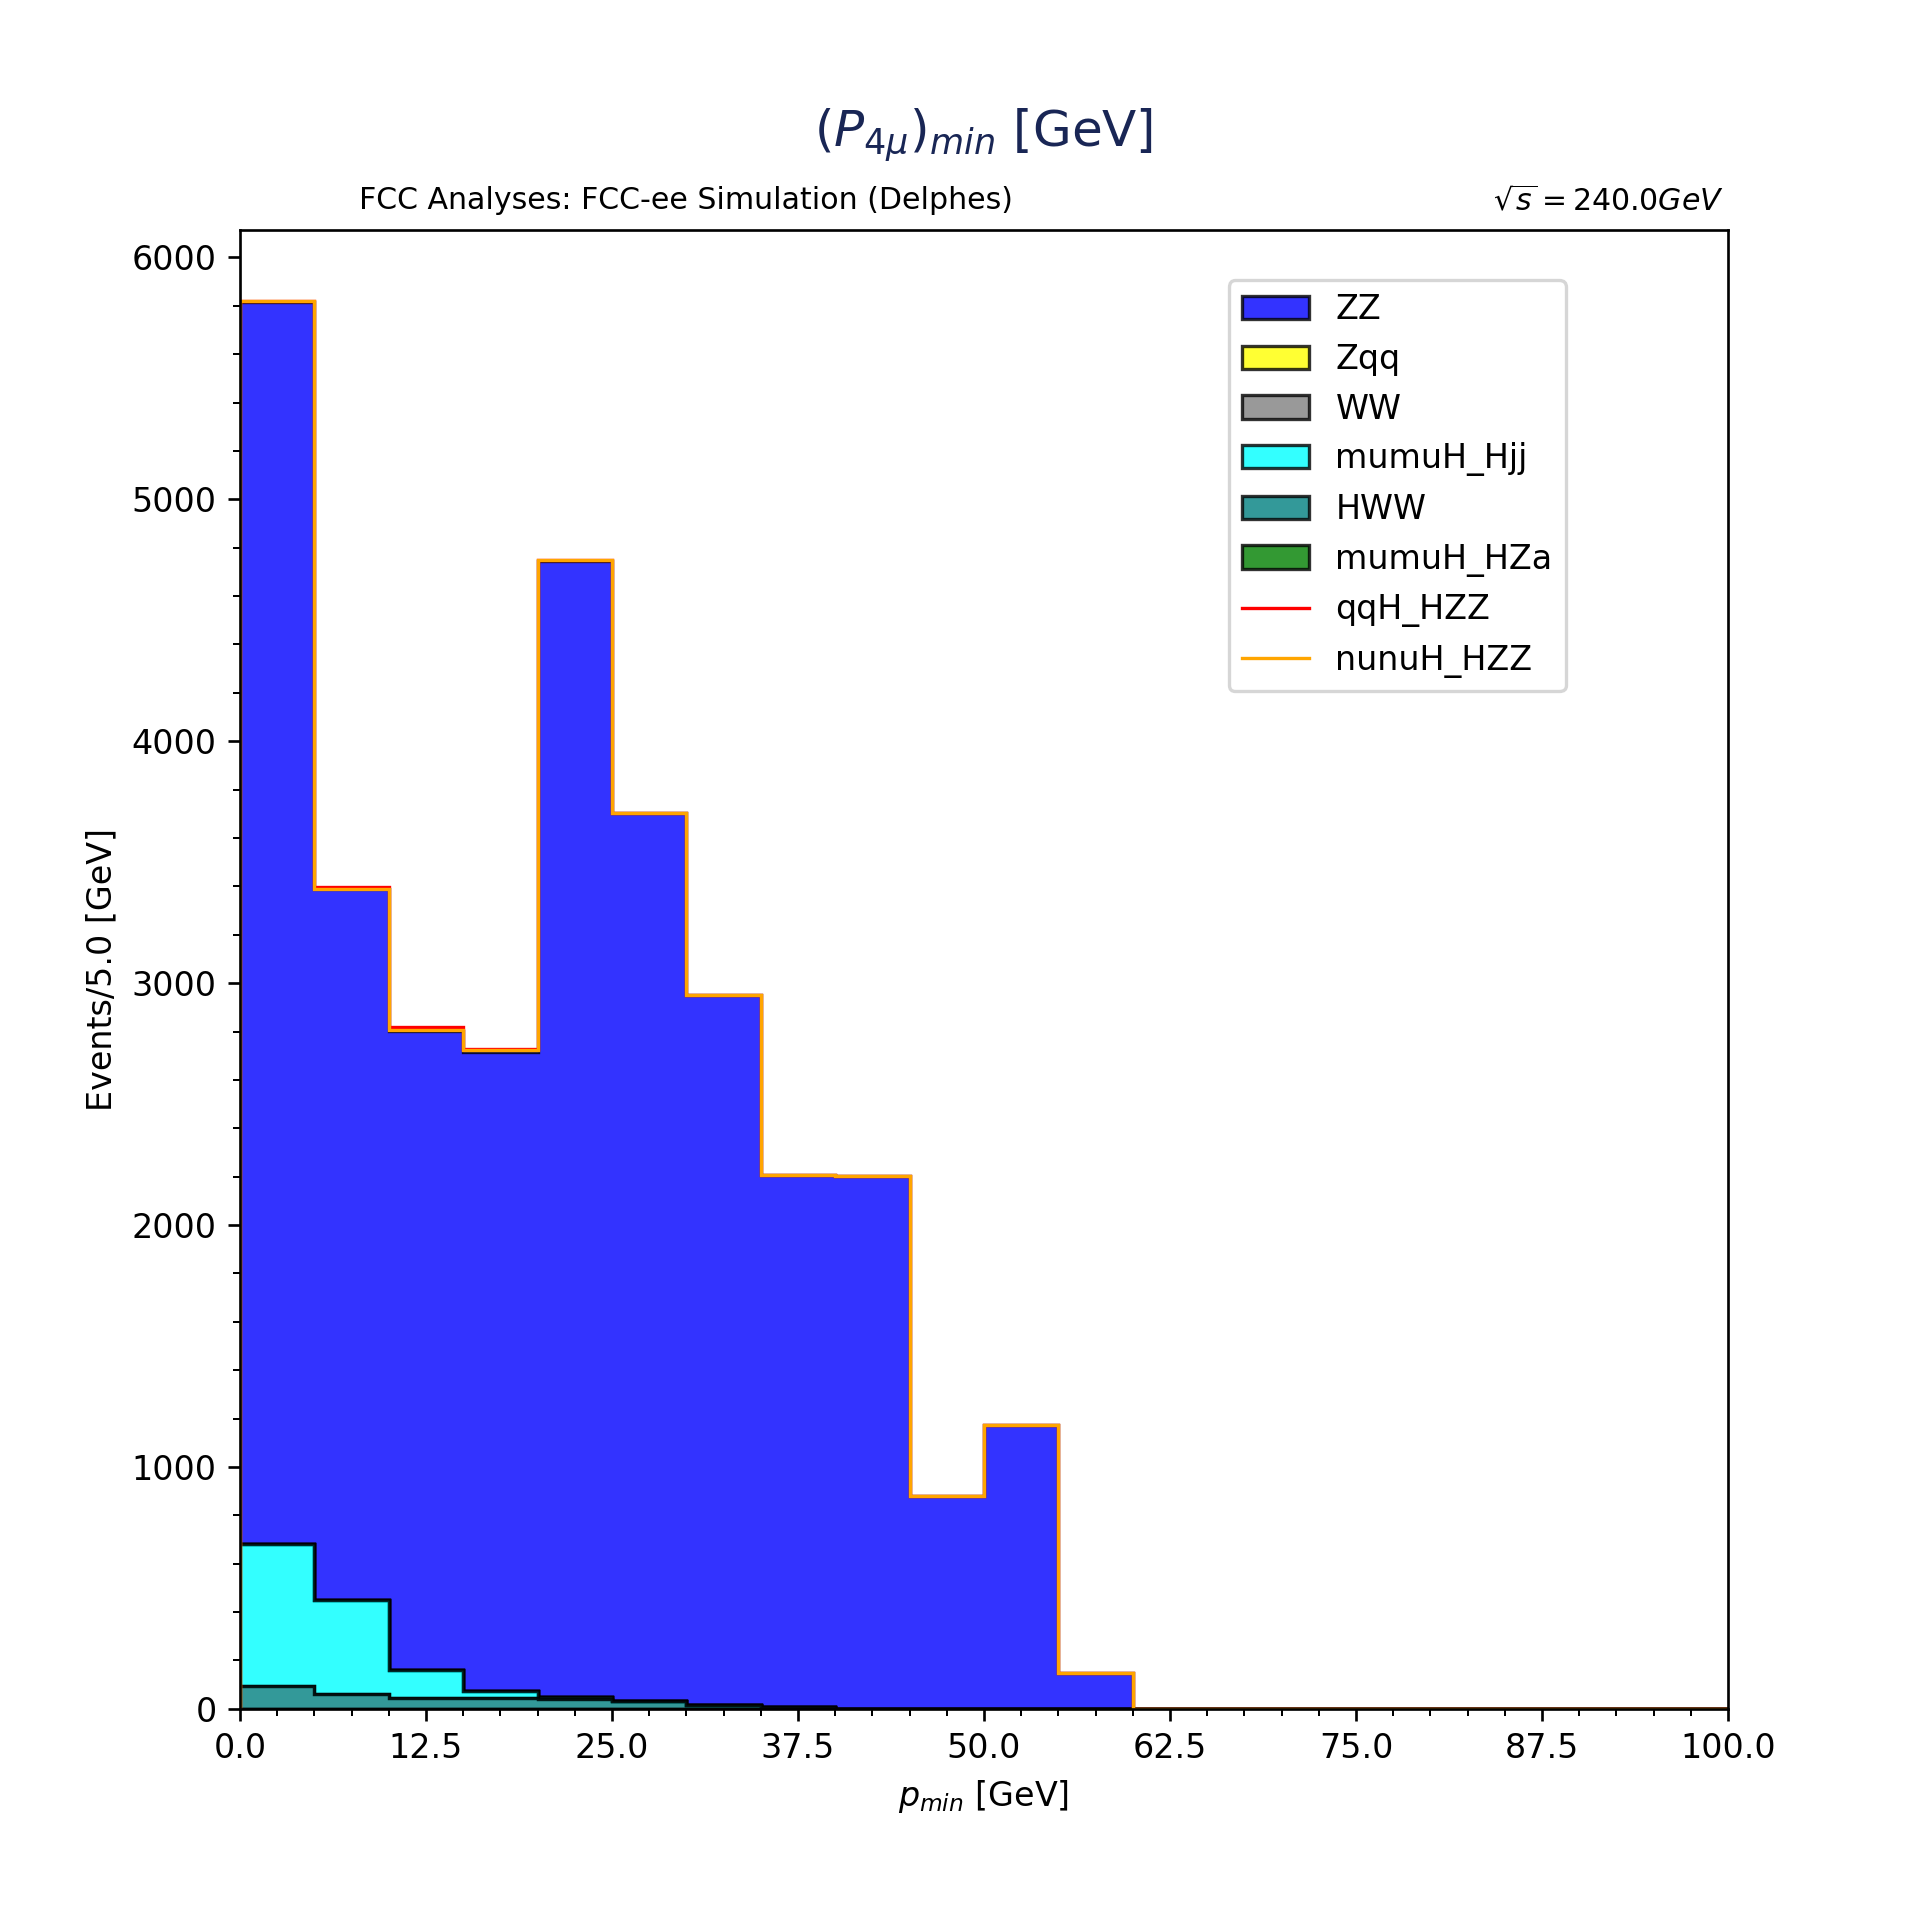 (P4μ)min [GeV]
FCC Analyses: FCC-ee Simulation (Delphes)
√s = 240.0GeV
6000
5000
4000
3000
2000
1000
0
Events/5.0 [GeV]
ZZ
Zqq
WW
mumuH_Hjj
HWW
mumuH_HZa
qqH_HZZ
nunuH_HZZ
0.0 12.5 25.0 37.5 50.0 62.5 75.0 87.5 100.0
pmin [GeV]